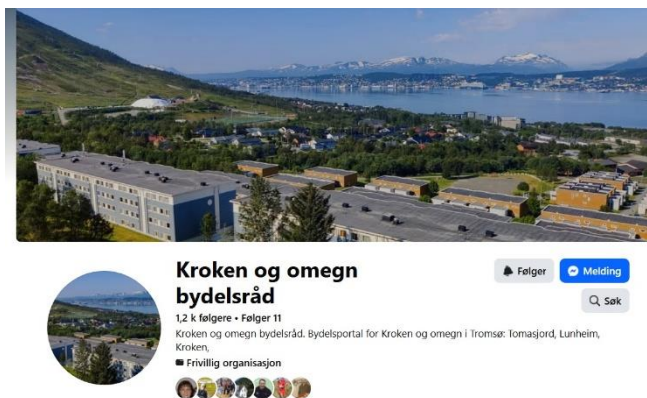 Kroken og omegn
bydelsråd
1,2 k følgere • Følger 11
Kroken og omegn bydelsråd. Bydelsportal for Kroken og omegn i Tromsø: Tomasjord, Lunheim,
Kroken,
Frivillig organisasjon
Følger
Melding
Søk